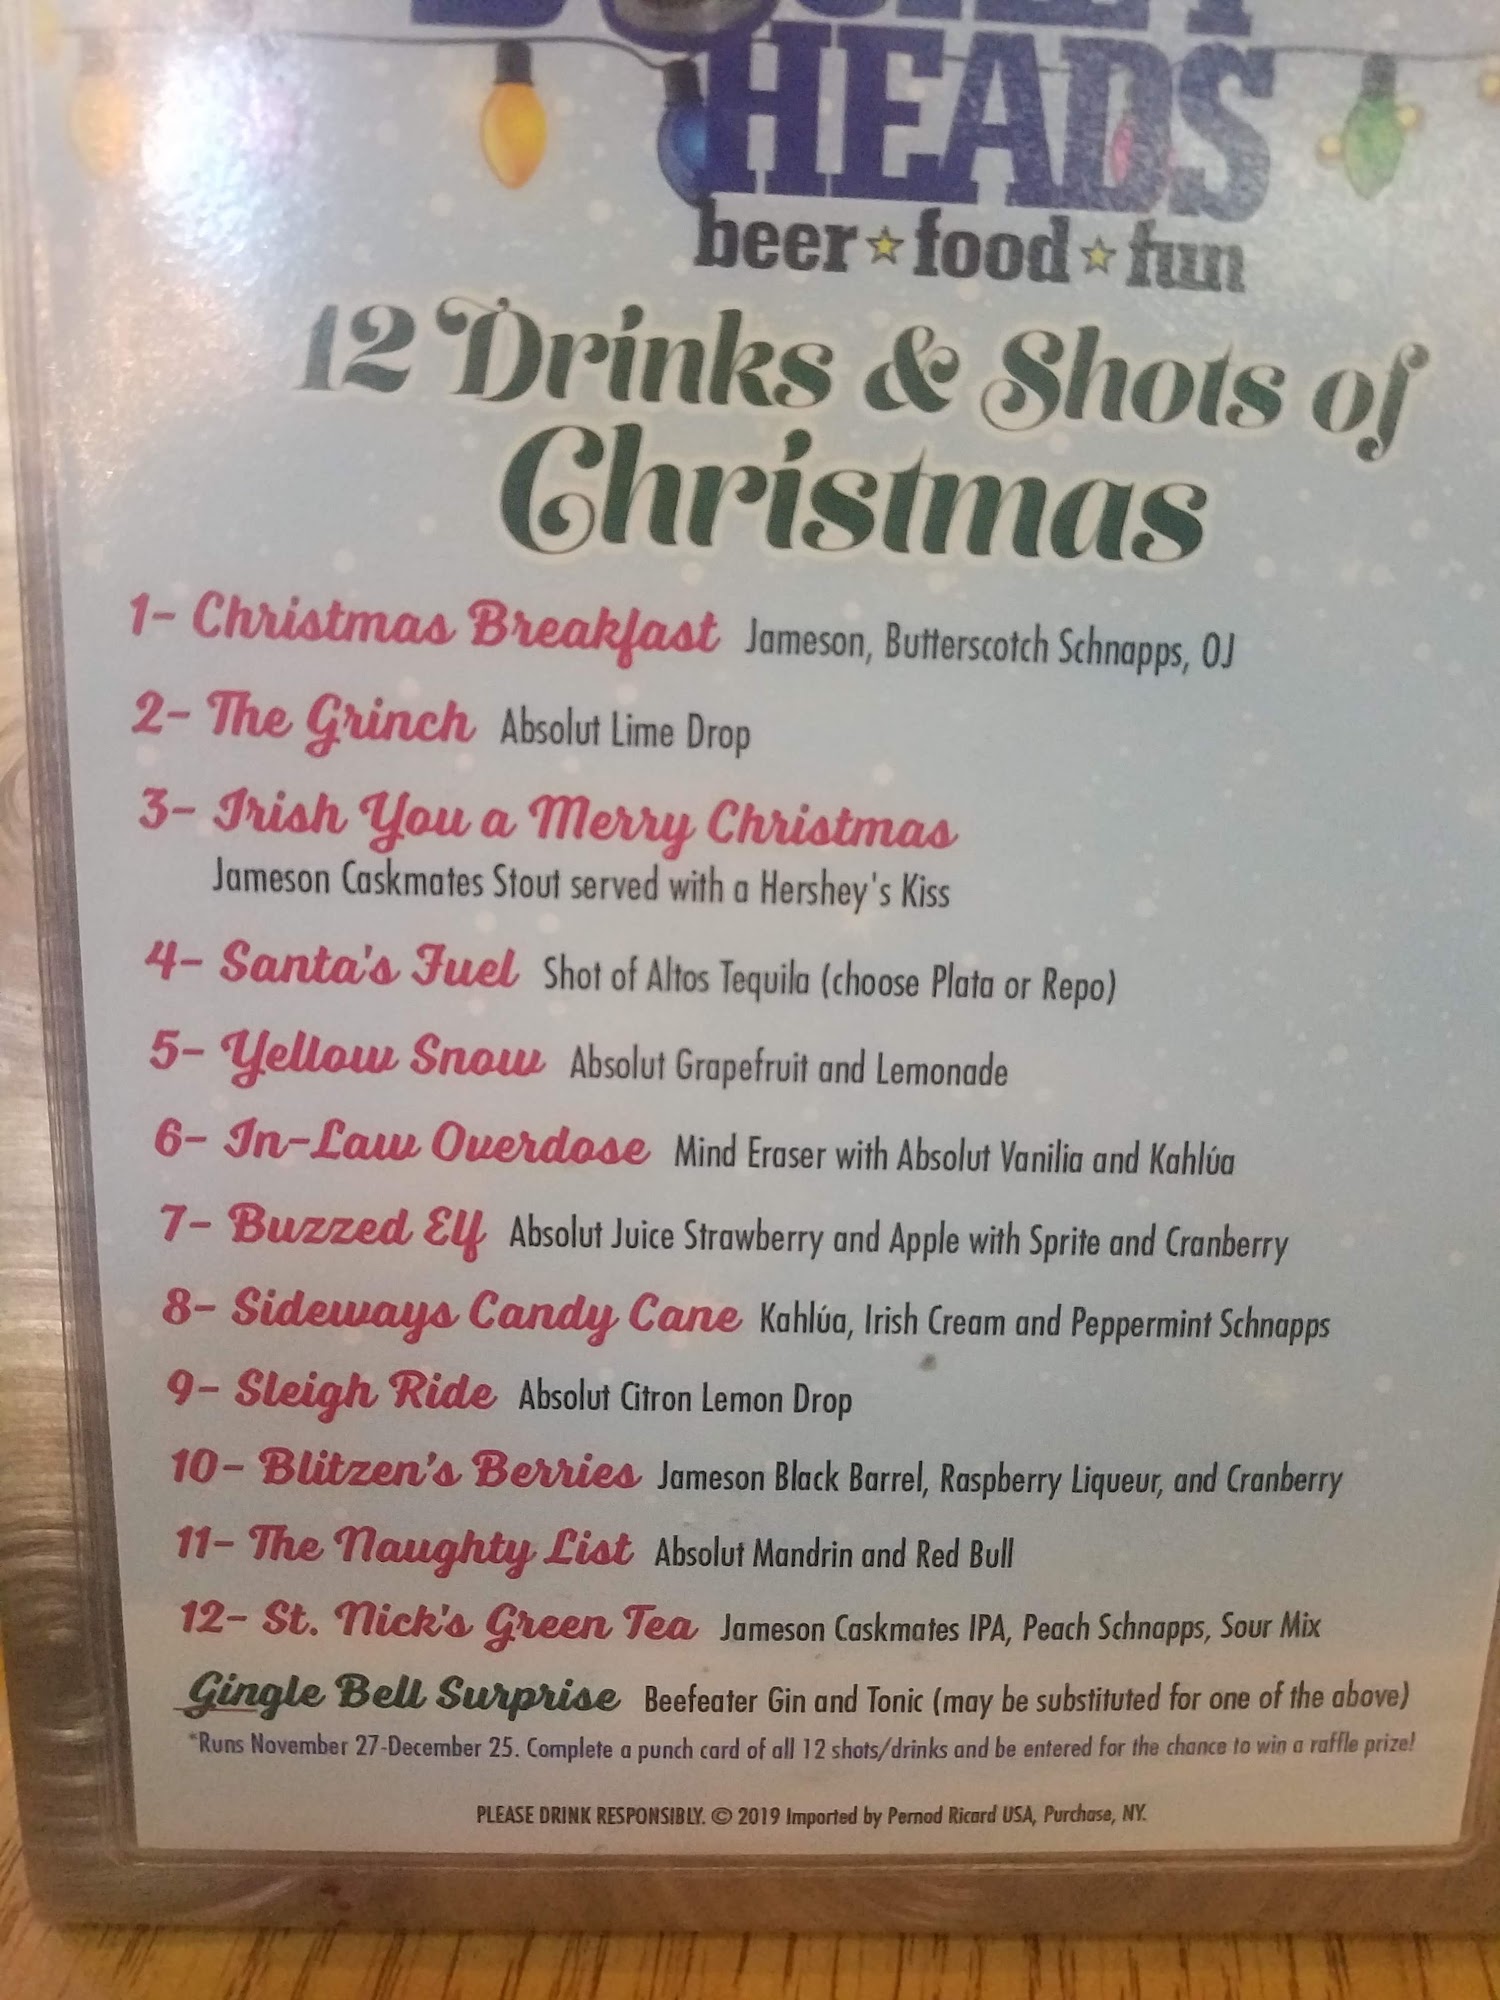 HEADS
beer food fun
12 Drinks & Shots of
Christmas
1- Christmas Breakfast Jameson, Butterscotch Schnapps, OJ
2- The Grinch Absolut Lime Drop
3- Irish You a Merry Christmas
Jameson Caskmates Stout served with a Hershey's Kiss
4- Santa's Fuel Shot of Altos Tequila (choose Plata or Repo)
5- Yellow Snow Absolut Grapefruit and Lemonade
6- In-Law Overdose Mind Eraser with Absolut Vanilia and Kahlúa
7- Buzzed Elf Absolut Juice Strawberry and Apple with Sprite and Cranberry
8- Sideways Candy Cane Kahlúa, Irish Cream and Peppermint Schnapps
9- Sleigh Ride Absolut Citron Lemon Drop
10- Blitzen's Berries Jameson Black Barrel, Raspberry Liqueur, and Cranberry
11- The Naughty List Absolut Mandrin and Red Bull
12- St. Nick's Green Tea Jameson Caskmates IPA, Peach Schnapps, Sour Mix
Gingle Bell Surprise Beefeater Gin and Tonic (may be substituted for one of the above)
*Runs November 27-December 25. Complete a punch card of all 12 shots/drinks and be entered for the chance to win a raffle prize!
PLEASE DRINK RESPONSIBLY. © 2019 Imported by Pernod Ricard USA, Purchase, NY.